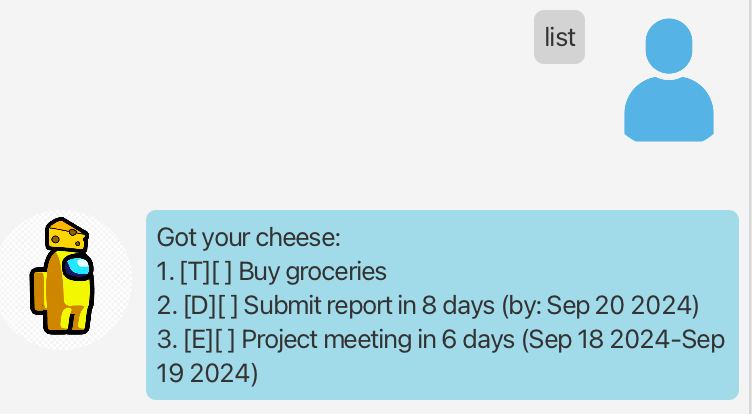 list
Got your cheese:
1. [T][ ] Buy groceries
2. [D][ ] Submit report in 8 days (by: Sep 20 2024)
3. [E][ ] Project meeting in 6 days (Sep 18 2024-Sep
19 2024)